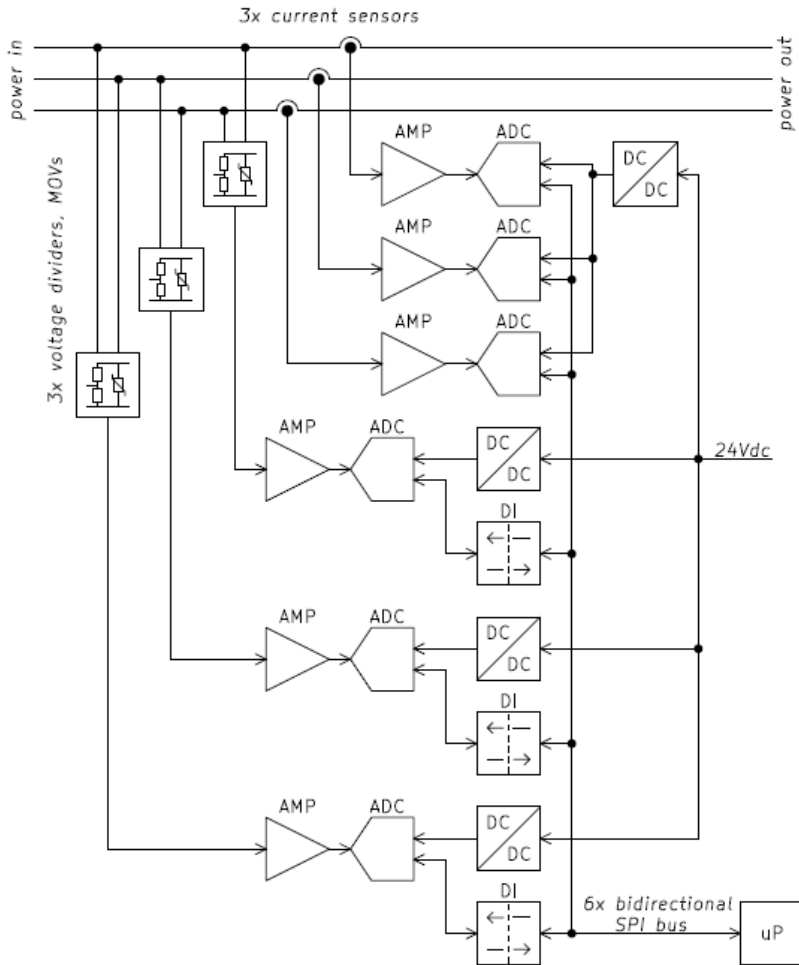 3x current sensors
power in
power out
AMP
ADC
DC
DC
3x voltage dividers, MOVs
AMP
ADC
AMP
ADC
AMP
ADC
DC
DC
24Vdc
DI
AMP
ADC
DC
DC
DI
AMP
ADC
DC
DC
DI
6x bidirectional
SPI bus
uP